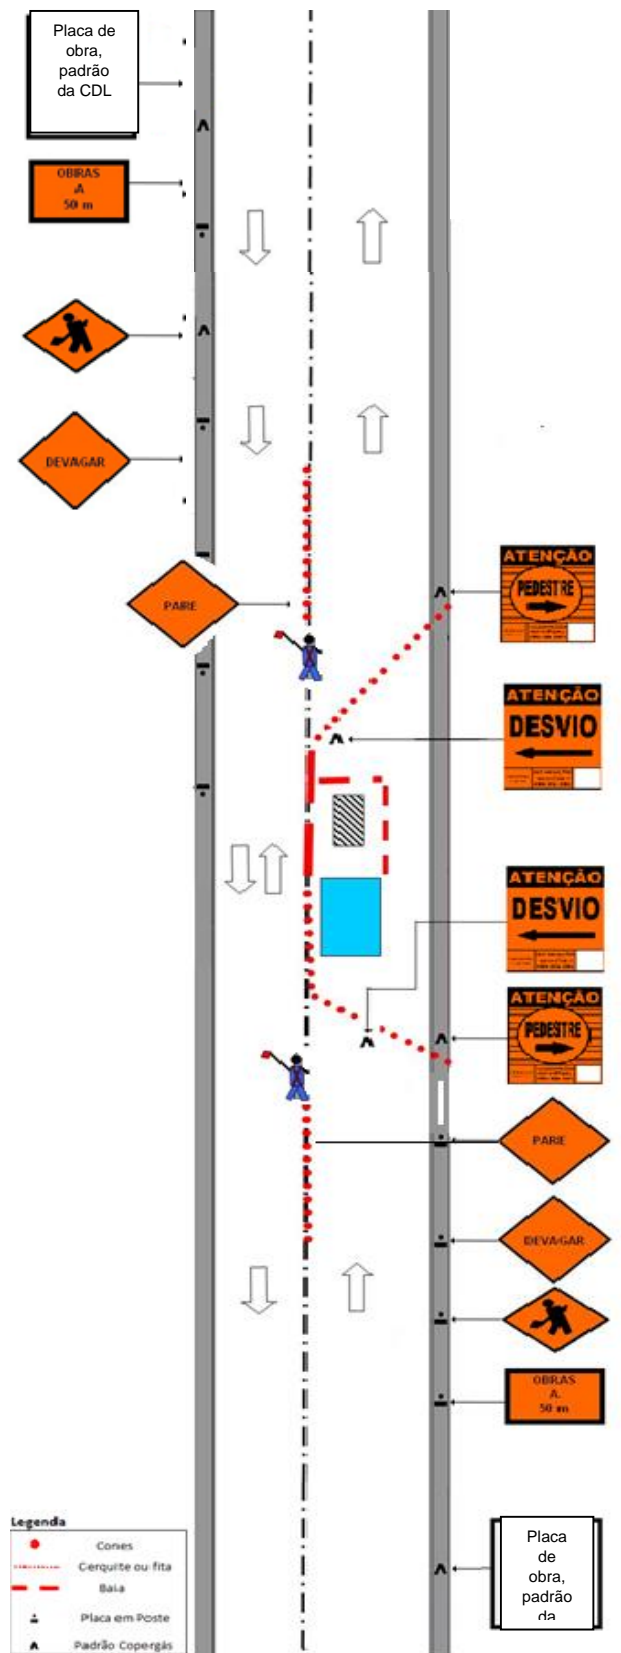 Placa de
obra,
padrão
da CDL
OBRAS
A
50 m
DEVAGAR
PARE
ATENÇÃO
PEDESTRE
ATENÇÃO
DESVIO
ATENÇÃO
DESVIO
ATENÇÃO
PEDESTRE
PARE
DEVAGAR
OBRAS
A
50 m
Placa
de
obra,
padrão
da
Legenda
Cones
Cerquite ou fita
Baia
Placa em Poste
Padrão Copergás